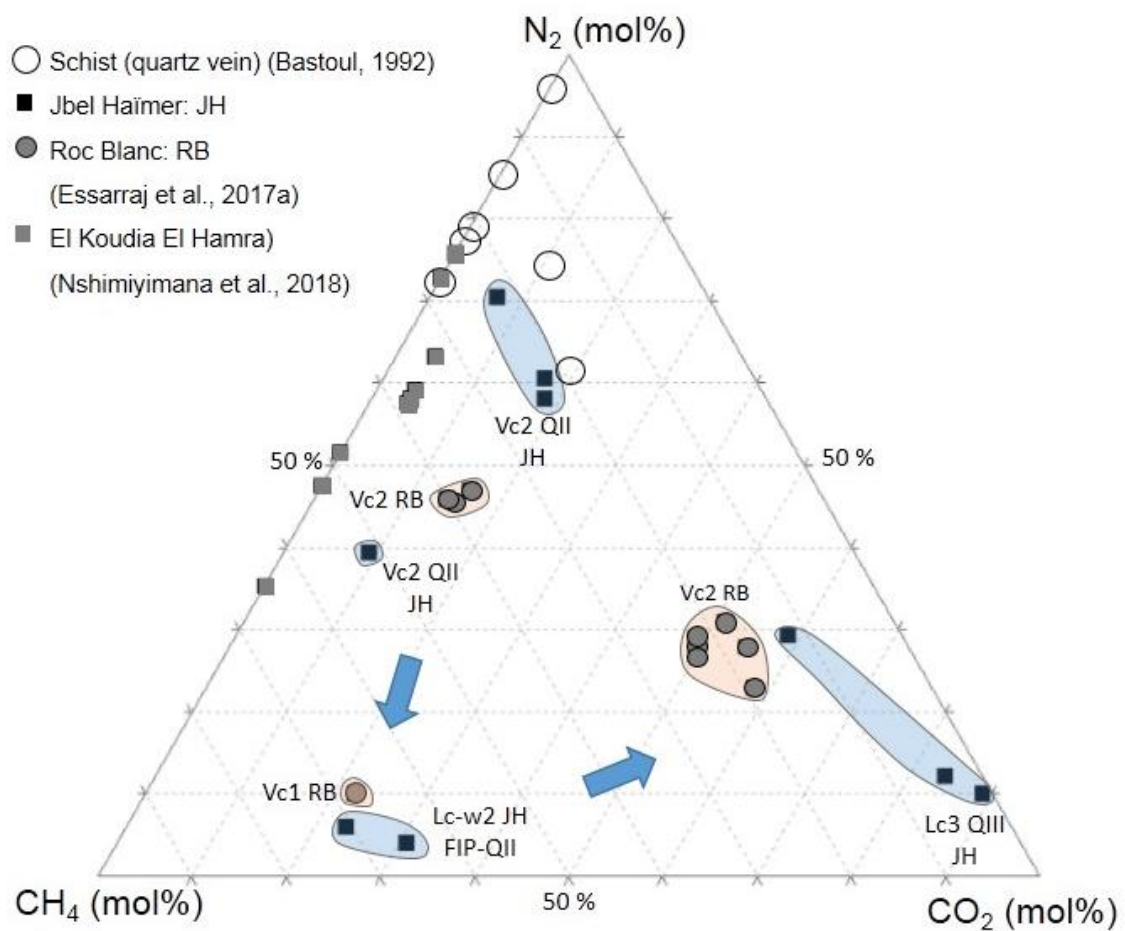 N₂ (mol%)
Schist (quartz vein) (Bastoul, 1992)
Jbel Haïmer: JH
Roc Blanc: RB
(Essarraj et al., 2017a)
El Koudia El Hamra)
(Nshimiyimana et al., 2018)
Vc2 QII
JH
50 %
50 %
Vc2 RB
Vc2 QII
JH
Vc2 RB
Vc1 RB
Lc-w2 JH
FIP-QII
Lc3 QIII
JH
CH₄ (mol%)
50 %
CO₂ (mol%)